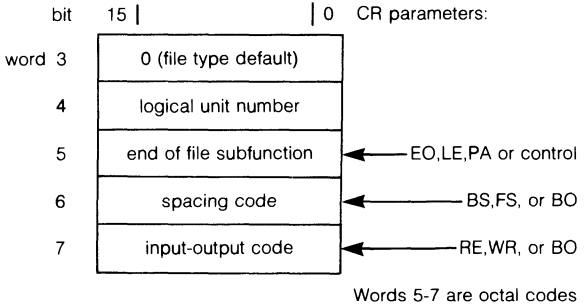 bit 15 0 CR parameters:
word 3 0 (file type default)
4 logical unit number
5 end of file subfunction EO,LE,PA or control
6 spacing code BS,FS, or BO
7 input-output code RE,WR, or BO
Words 5-7 are octal codes